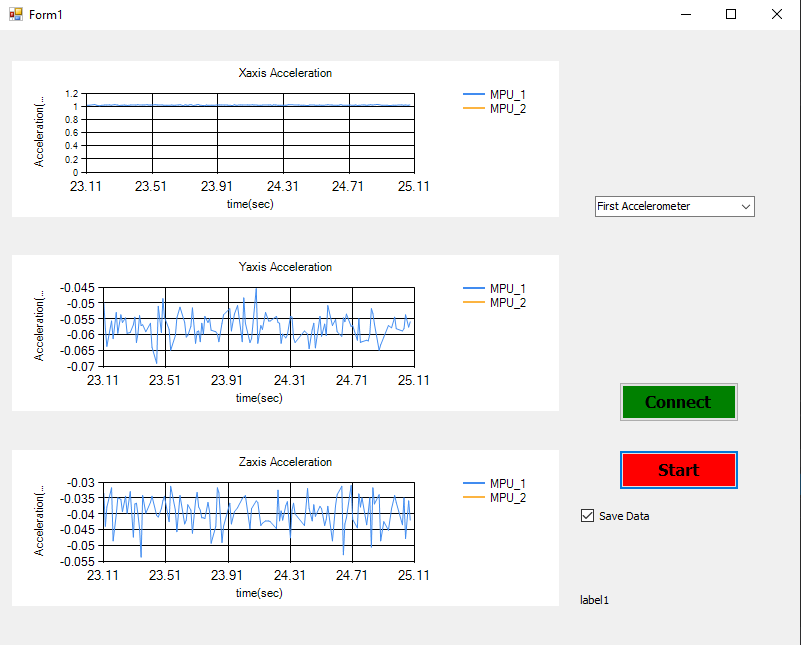 Form1
Xaxis Acceleration
Acceleration(...
1.2
1
0.8
0.6
0.4
0.2
0
23.11 23.51 23.91 24.31 24.71 25.11
time(sec)
MPU_1
MPU_2
First Accelerometer
Yaxis Acceleration
Acceleration(...
-0.045
-0.05
-0.055
-0.06
-0.065
-0.07
23.11 23.51 23.91 24.31 24.71 25.11
time(sec)
MPU_1
MPU_2
Connect
Zaxis Acceleration
Acceleration(...
-0.03
-0.035
-0.04
-0.045
-0.05
-0.055
23.11 23.51 23.91 24.31 24.71 25.11
time(sec)
MPU_1
MPU_2
Start
Save Data
label1